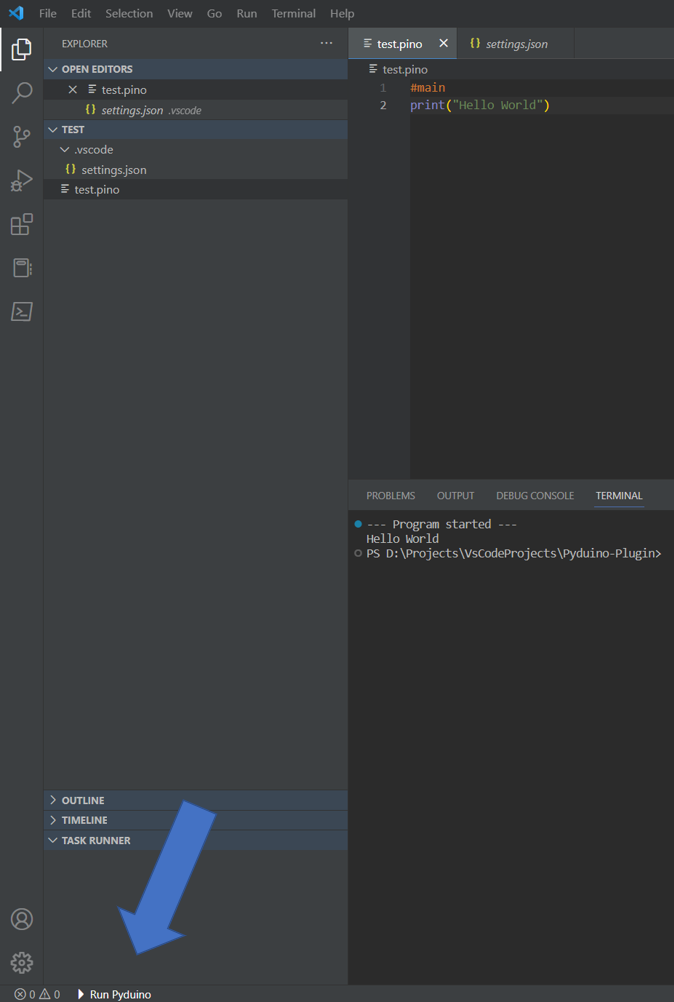 File Edit Selection View Go Run Terminal Help
EXPLORER ...
OPEN EDITORS
test.pino
{} settings.json .vscode
TEST
.vscode
{} settings.json
test.pino
OUTLINE
TIMELINE
TASK RUNNER
test.pino
{} settings.json
test.pino
1 #main
2 print("Hello World")
PROBLEMS OUTPUT DEBUG CONSOLE TERMINAL
--- Program started ---
Hello World
PS D:\Projects\VsCodeProjects\Pyduino-Plugin>
0 0 Run Pyduino